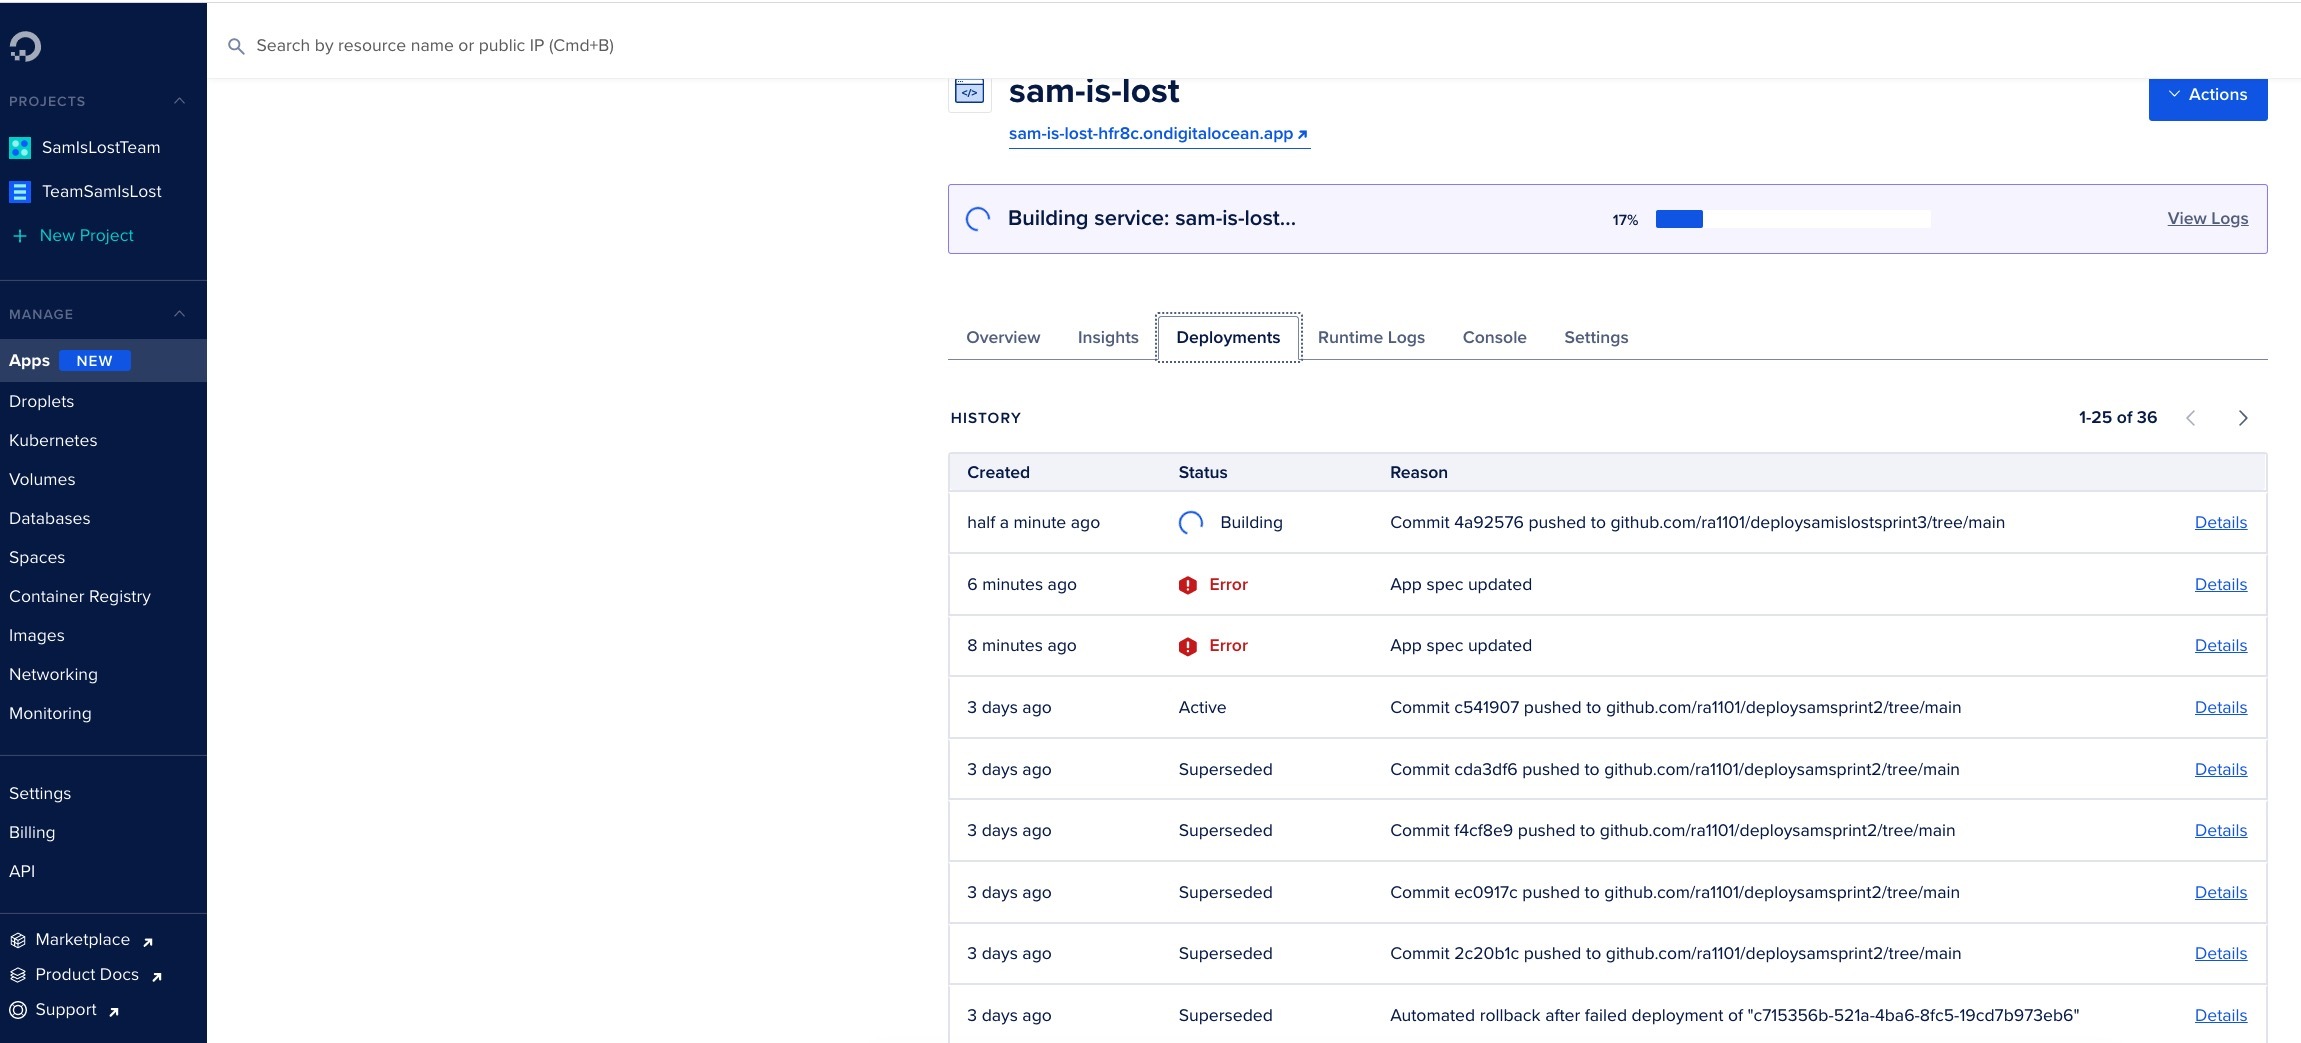 Search by resource name or public IP (Cmd+B)
PROJECTS
SamIsLostTeam
TeamSamIsLost
+ New Project
MANAGE
Apps NEW
Droplets
Kubernetes
Volumes
Databases
Spaces
Container Registry
Images
Networking
Monitoring
Settings
Billing
API
Marketplace
Product Docs
Support
</>
sam-is-lost
sam-is-lost-hfr8c.ondigitalocean.app
Actions
Building service: sam-is-lost... 17% View Logs
Overview Insights Deployments Runtime Logs Console Settings
HISTORY 1-25 of 36
Created Status Reason
half a minute ago Building Commit 4a92576 pushed to github.com/ra1101/deploysamislostsprint3/tree/main Details
6 minutes ago Error App spec updated Details
8 minutes ago Error App spec updated Details
3 days ago Active Commit c541907 pushed to github.com/ra1101/deploysamsprint2/tree/main Details
3 days ago Superseded Commit cda3df6 pushed to github.com/ra1101/deploysamsprint2/tree/main Details
3 days ago Superseded Commit f4cf8e9 pushed to github.com/ra1101/deploysamsprint2/tree/main Details
3 days ago Superseded Commit ec0917c pushed to github.com/ra1101/deploysamsprint2/tree/main Details
3 days ago Superseded Commit 2c20b1c pushed to github.com/ra1101/deploysamsprint2/tree/main Details
3 days ago Superseded Automated rollback after failed deployment of "c715356b-521a-4ba6-8fc5-19cd7b973eb6" Details